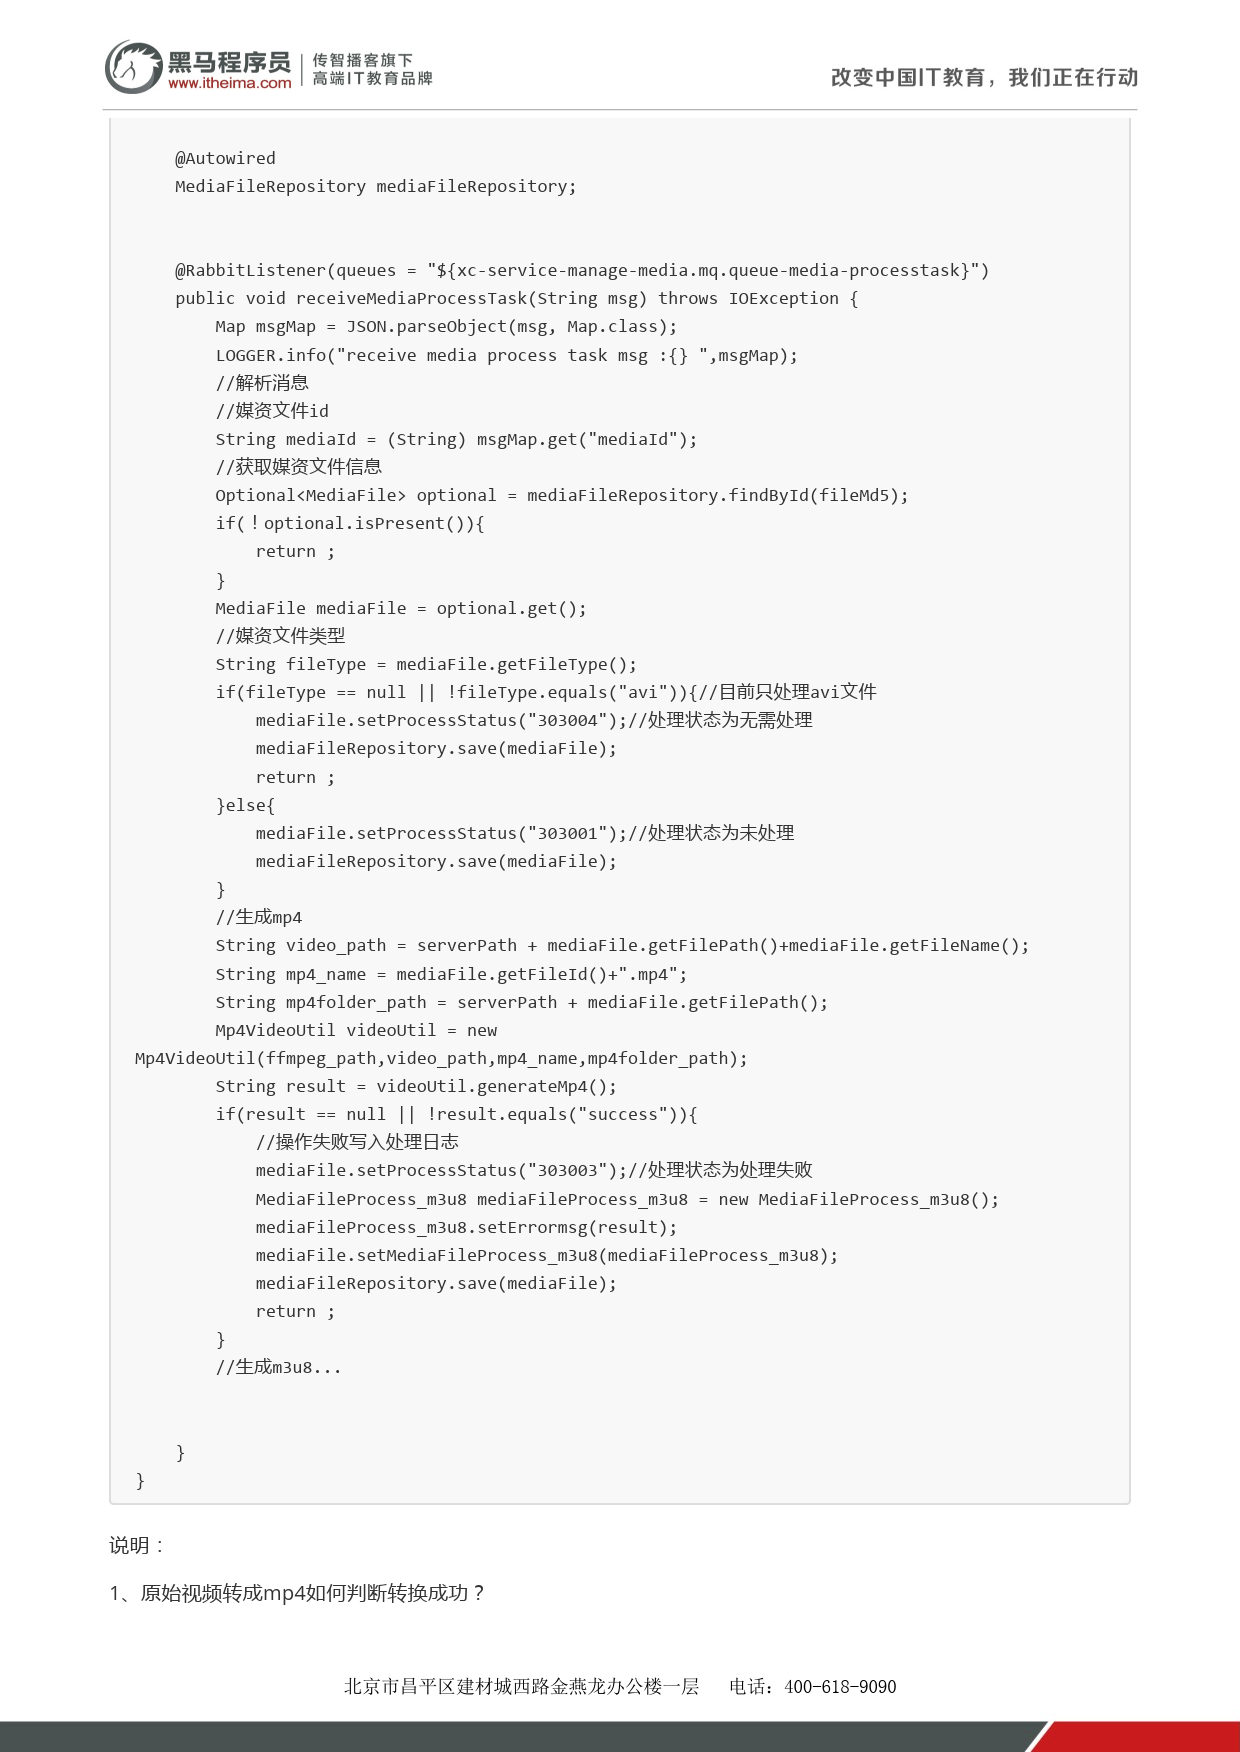 黑马程序员
www.itheima.com
传智播客旗下
高端IT教育品牌
改变中国IT教育，我们正在行动
    @Autowired
    MediaFileRepository mediaFileRepository;
    @RabbitListener(queues = "${xc-service-manage-media.mq.queue-media-processtask}")
    public void receiveMediaProcessTask(String msg) throws IOException {
        Map msgMap = JSON.parseObject(msg, Map.class);
        LOGGER.info("receive media process task msg :{} ",msgMap);
        //解析消息
        //媒资文件id
        String mediaId = (String) msgMap.get("mediaId");
        //获取媒资文件信息
        Optional<MediaFile> optional = mediaFileRepository.findById(fileMd5);
        if(！optional.isPresent()){
            return ;
        }
        MediaFile mediaFile = optional.get();
        //媒资文件类型
        String fileType = mediaFile.getFileType();
        if(fileType == null || !fileType.equals("avi")){//目前只处理avi文件
            mediaFile.setProcessStatus("303004");//处理状态为无需处理
            mediaFileRepository.save(mediaFile);
            return ;
        }else{
            mediaFile.setProcessStatus("303001");//处理状态为未处理
            mediaFileRepository.save(mediaFile);
        }
        //生成mp4
        String video_path = serverPath + mediaFile.getFilePath()+mediaFile.getFileName();
        String mp4_name = mediaFile.getFileId()+".mp4";
        String mp4folder_path = serverPath + mediaFile.getFilePath();
        Mp4VideoUtil videoUtil = new
Mp4VideoUtil(ffmpeg_path,video_path,mp4_name,mp4folder_path);
        String result = videoUtil.generateMp4();
        if(result == null || !result.equals("success")){
            //操作失败写入处理日志
            mediaFile.setProcessStatus("303003");//处理状态为处理失败
            MediaFileProcess_m3u8 mediaFileProcess_m3u8 = new MediaFileProcess_m3u8();
            mediaFileProcess_m3u8.setErrormsg(result);
            mediaFile.setMediaFileProcess_m3u8(mediaFileProcess_m3u8);
            mediaFileRepository.save(mediaFile);
            return ;
        }
        //生成m3u8...
    }
}
说明：
1、原始视频转成mp4如何判断转换成功？
北京市昌平区建材城西路金燕龙办公楼一层 电话：400-618-9090